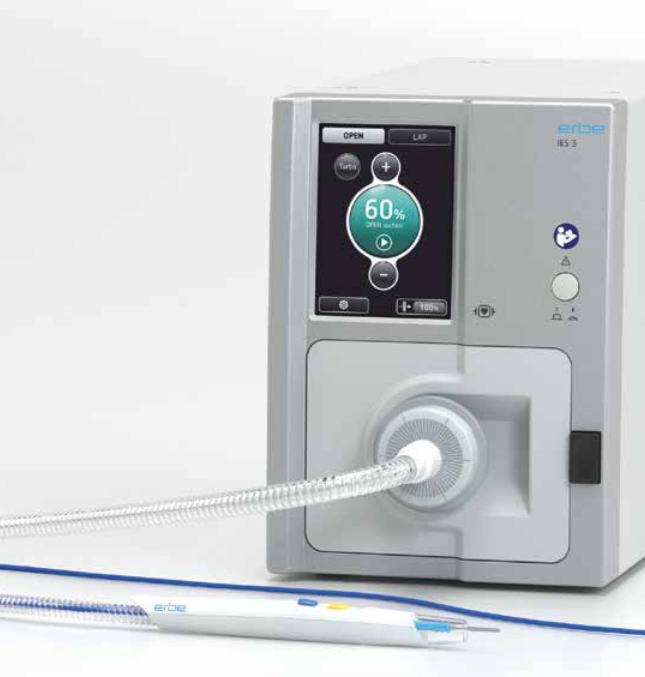 OPEN
LAP
erbe
IES 3
Turbo
+
60%
OPEN suction
-
100%
erbe